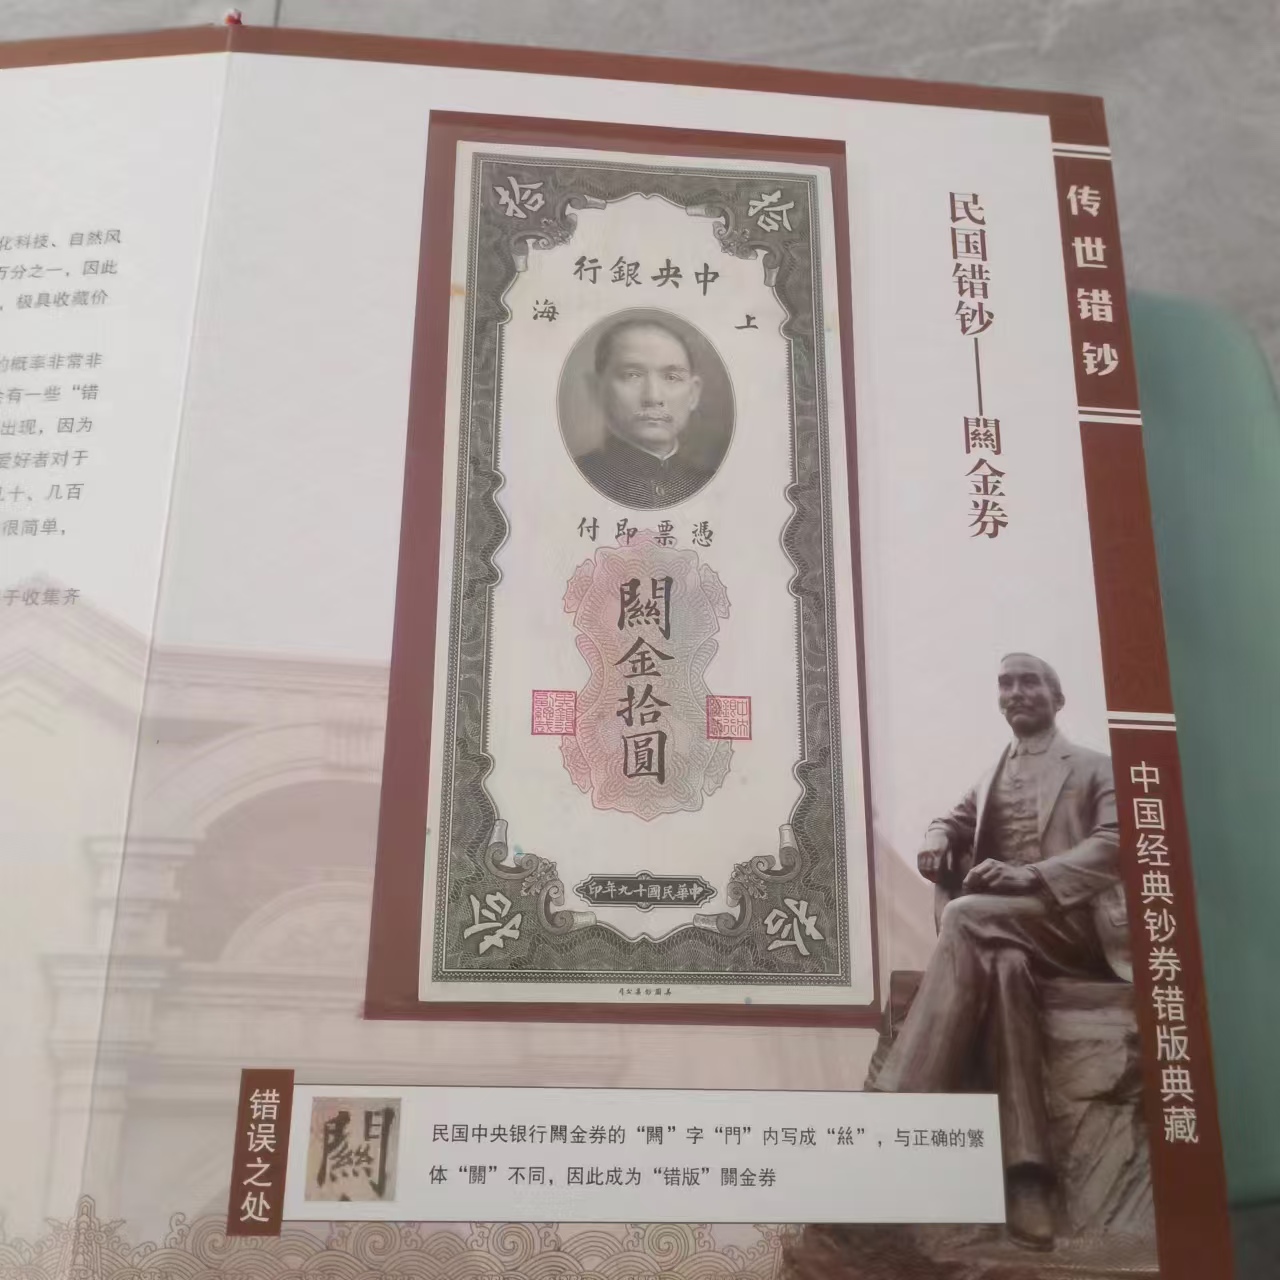 化科技、自然风
百分之一，因此
，极具收藏价
的概率非常非
会有一些“错
出现，因为
爱好者对于
几十、几百
很简单，
于收集齐
拾
拾
行銀央中
海
上
付即票憑
關金拾圓
印年九十國民華中
拾
拾
民国错钞——關金券
传世错钞
中国经典钞券错版典藏
错误之处
關
民国中央银行關金券的“關”字“門”内写成“絲”，与正确的繁
体“關”不同，因此成为“错版”關金券